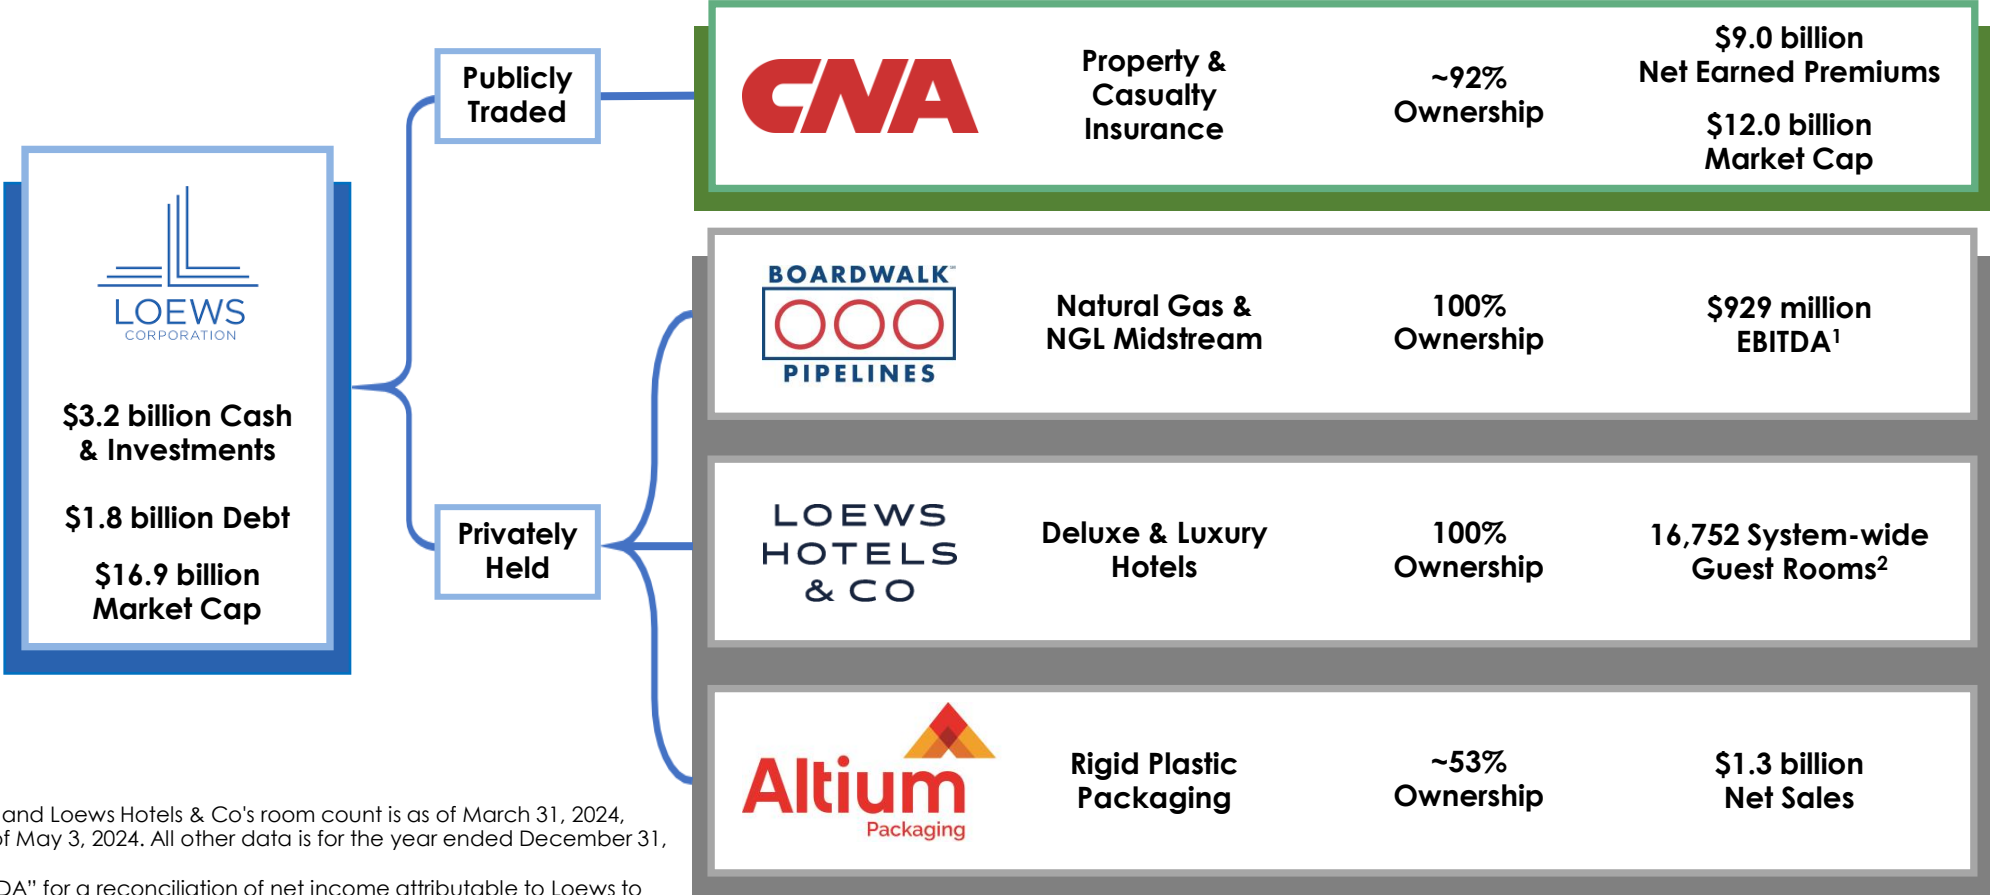 LOEWS
CORPORATION
$3.2 billion Cash
& Investments
$1.8 billion Debt
$16.9 billion
Market Cap
Publicly
Traded
Privately
Held
CNA
Property &
Casualty
Insurance
~92%
Ownership
$9.0 billion
Net Earned Premiums
$12.0 billion
Market Cap
BOARDWALK
PIPELINES
Natural Gas &
NGL Midstream
100%
Ownership
$929 million
EBITDA¹
LOEWS
HOTELS
& CO
Deluxe & Luxury
Hotels
100%
Ownership
16,752 System-wide
Guest Rooms²
Altium
Packaging
Rigid Plastic
Packaging
~53%
Ownership
$1.3 billion
Net Sales
and Loews Hotels & Co's room count is as of March 31, 2024,
of May 3, 2024. All other data is for the year ended December 31,
DA” for a reconciliation of net income attributable to Loews to